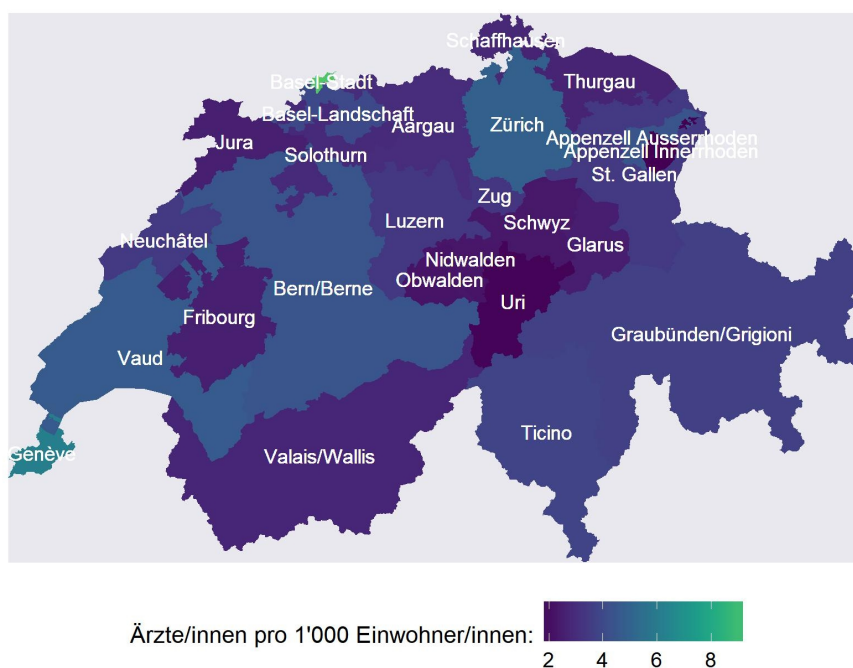 Schaffhausen
Basel-Stadt
Thurgau
Basel-Landschaft
Aargau
Zürich
Jura
Appenzell Ausserrhoden
Solothurn
Appenzell Innerrhoden
St. Gallen
Zug
Luzern
Schwyz
Neuchâtel
Glarus
Nidwalden
Obwalden
Bern/Berne
Uri
Fribourg
Graubünden/Grigioni
Vaud
Ticino
Genève
Valais/Wallis
Ärzte/innen pro 1'000 Einwohner/innen:
2 4 6 8